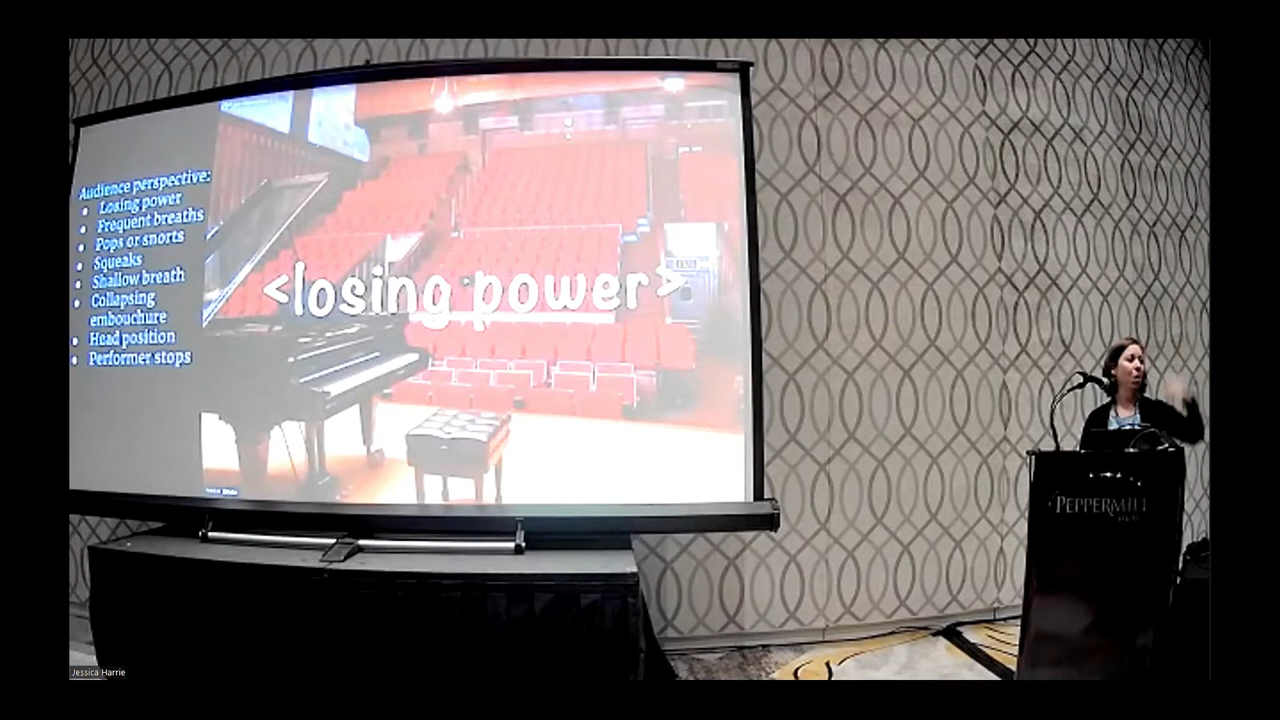 Audience perspective:
• Losing power
• Frequent breaths
• Pops or snorts
• Squeaks
• Shallow breath
• Collapsing
embouchure
• Head position
• Performer stops
<losing power>
PEPPERMILL
Jessica Harrie